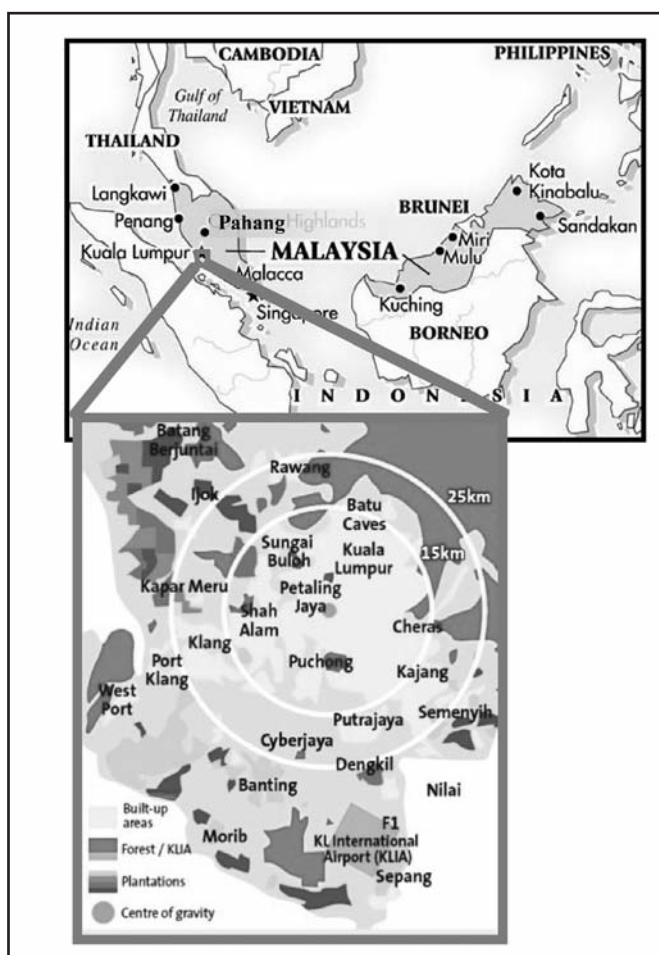 CAMBODIA
PHILIPPINES
Gulf of
Thailand
VIETNAM
THAILAND
Langkawi
Kota
Kinabalu
Penang
Pahang
Highlands
BRUNEI
Sandakan
Miri
Kuala Lumpur
MALAYSIA
Mulu
Malacca
Kuching
Singapore
BORNEO
Indian
Ocean
INDONESIA
Batang
Berjuntai
Rawang
25km
Ijok
Batu
Caves
Sungai
Buloh
Kuala
Lumpur
15km
Kapar Meru
Petaling
Jaya
Shah
Alam
Cheras
Klang
Puchong
Port
Klang
Kajang
West
Port
Putrajaya
Semenyih
Cyberjaya
Dengkil
Banting
Nilai
Built-up
areas
Morib
F1
KL International
Airport (KLIA)
Forest / KLIA
Sepang
Plantations
Centre of gravity